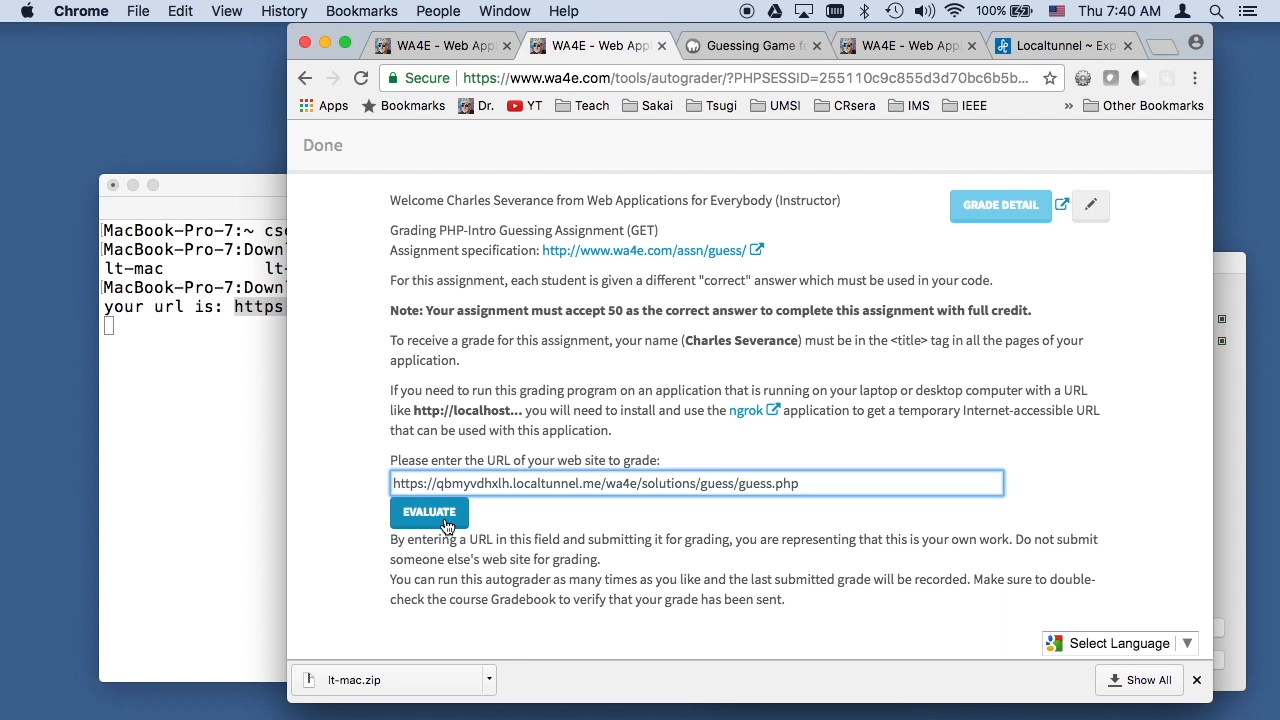 Chrome File Edit View History Bookmarks People Window Help 100% Thu 7:40 AM
WA4E - Web App WA4E - Web App Guessing Game f WA4E - Web App Localtunnel ~ Exp
Secure https://www.wa4e.com/tools/autograder/?PHPSESSID=255110c9c855d3d70bc6b5b...
Apps Bookmarks Dr. YT Teach Sakai Tsugi UMSI CRsera IMS IEEE » Other Bookmarks
Done
MacBook-Pro-7:~ cs
MacBook-Pro-7:Down
lt-mac lt-
MacBook-Pro-7:Down
your url is: https
Welcome Charles Severance from Web Applications for Everybody (Instructor)
GRADE DETAIL
Grading PHP-Intro Guessing Assignment (GET)
Assignment specification: http://www.wa4e.com/assn/guess/
For this assignment, each student is given a different "correct" answer which must be used in your code.
Note: Your assignment must accept 50 as the correct answer to complete this assignment with full credit.
To receive a grade for this assignment, your name (Charles Severance) must be in the <title> tag in all the pages of your
application.
If you need to run this grading program on an application that is running on your laptop or desktop computer with a URL
like http://localhost... you will need to install and use the ngrok application to get a temporary Internet-accessible URL
that can be used with this application.
Please enter the URL of your web site to grade:
https://qbmyvdhxlh.localtunnel.me/wa4e/solutions/guess/guess.php
EVALUATE
By entering a URL in this field and submitting it for grading, you are representing that this is your own work. Do not submit
someone else's web site for grading.
You can run this autograder as many times as you like and the last submitted grade will be recorded. Make sure to double-
check the course Gradebook to verify that your grade has been sent.
Select Language ▼
lt-mac.zip
Show All